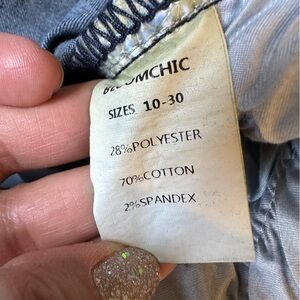 BLOOMCHIC
SIZES 10-30
28%POLYESTER
70%COTTON
2%SPANDEX